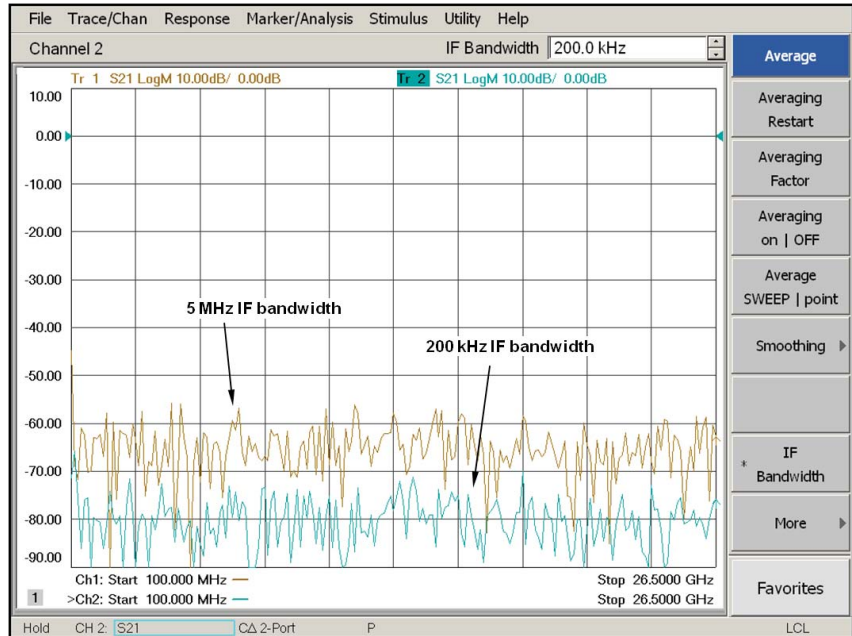 File Trace/Chan Response Marker/Analysis Stimulus Utility Help
Channel 2
IF Bandwidth 200.0 kHz
Tr 1 S21 LogM 10.00dB/ 0.00dB
Tr 2 S21 LogM 10.00dB/ 0.00dB
10.00
0.00
-10.00
-20.00
-30.00
-40.00
-50.00
-60.00
-70.00
-80.00
-90.00
5 MHz IF bandwidth
200 kHz IF bandwidth
Ch1: Start 100.000 MHz
Stop 26.5000 GHz
1
>Ch2: Start 100.000 MHz
Stop 26.5000 GHz
Average
Averaging
Restart
Averaging
Factor
Averaging
on | OFF
Average
SWEEP | point
Smoothing
* IF
Bandwidth
More
Favorites
Hold CH 2: S21 CΔ 2-Port P LCL